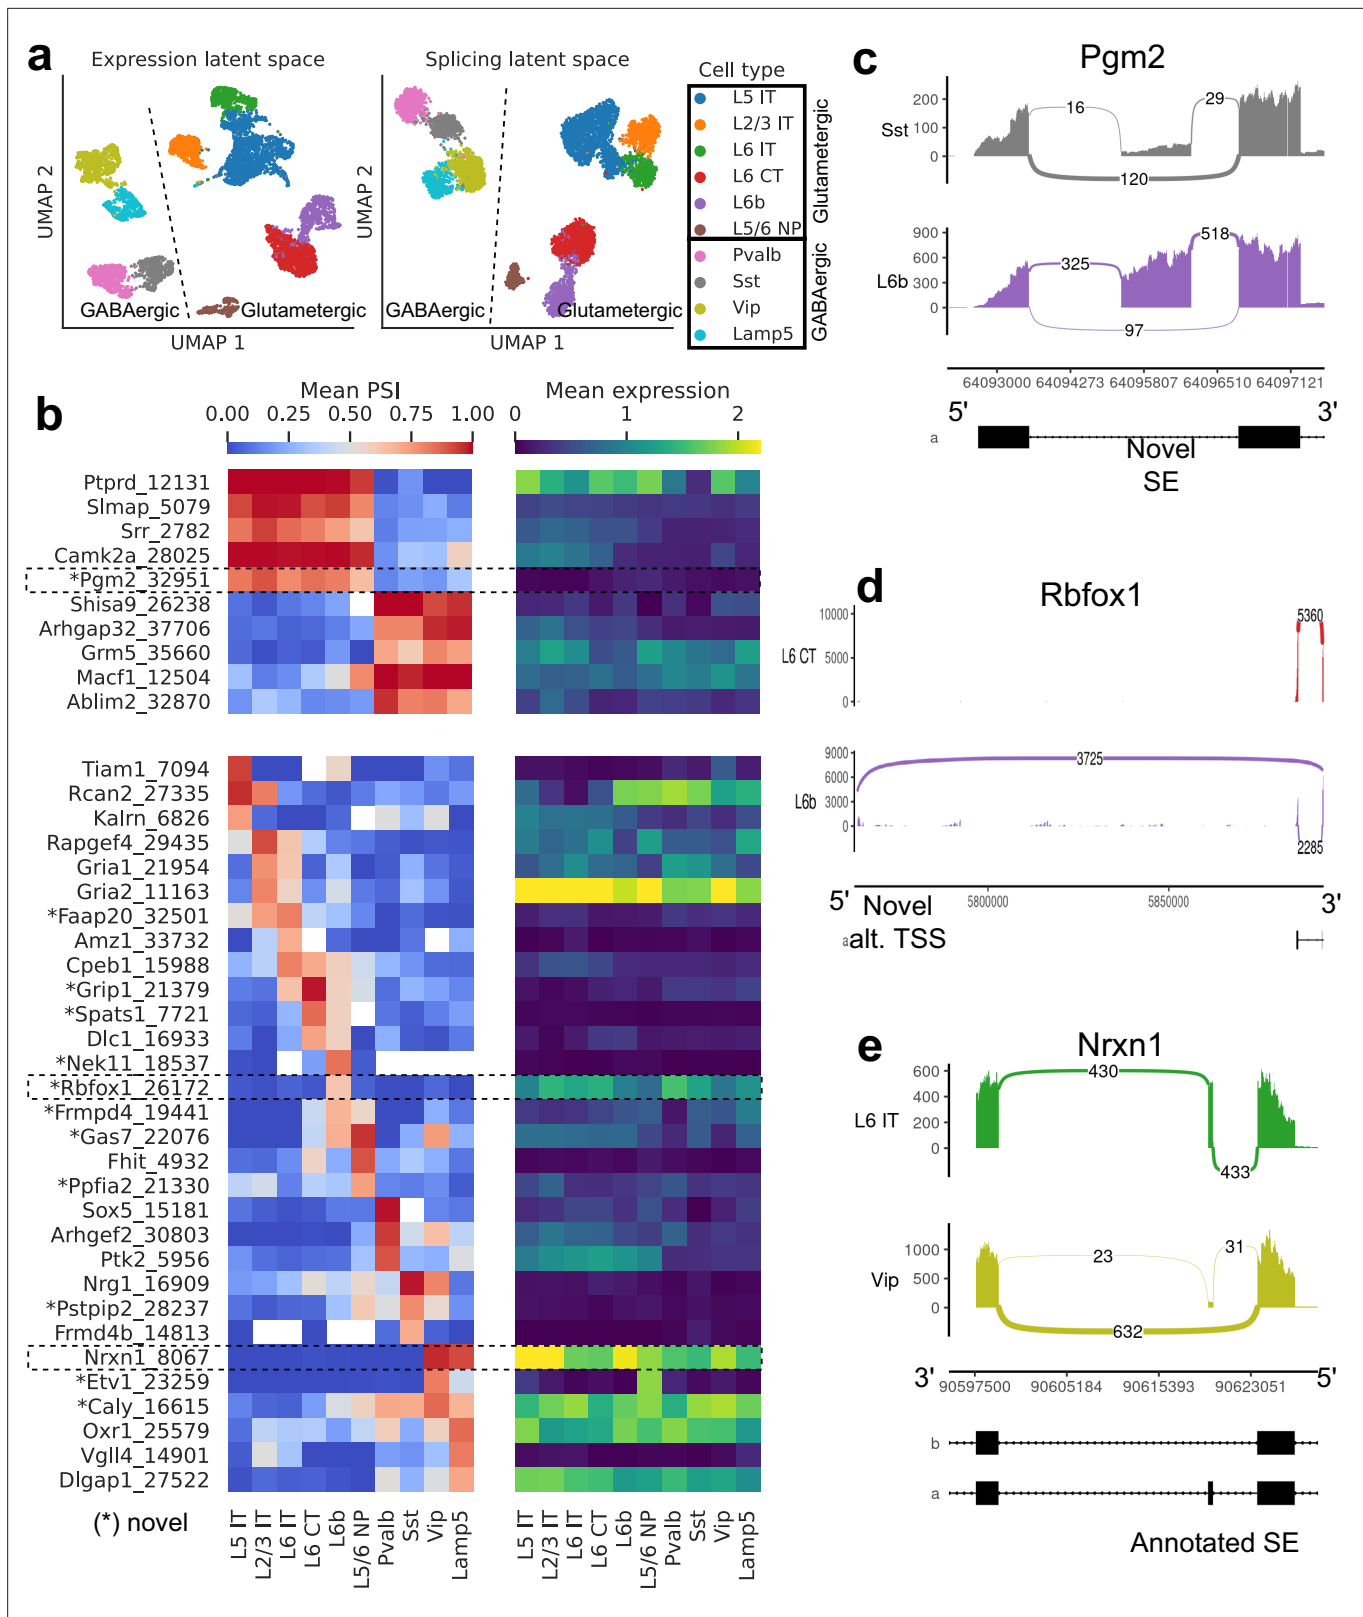 a
Expression latent space
Splicing latent space
Cell type
L5 IT
L2/3 IT
L6 IT
L6 CT
L6b
L5/6 NP
Pvalb
Sst
Vip
Lamp5
Glutametergic
GABAergic
UMAP 2
GABAergic
Glutametergic
UMAP 1
GABAergic
Glutametergic
UMAP 1
b
Mean PSI
0.00 0.25 0.50 0.75 1.00
Mean expression
0 1 2
Ptprd_12131
Slmap_5079
Srr_2782
Camk2a_28025
*Pgm2_32951
Shisa9_26238
Arhgap32_37706
Grm5_35660
Macf1_12504
Ablim2_32870
Tiam1_7094
Rcan2_27335
Kalrn_6826
Rapgef4_29435
Gria1_21954
Gria2_11163
*Faap20_32501
Amz1_33732
Cpeb1_15988
*Grip1_21379
*Spats1_7721
Dlc1_16933
*Nek11_18537
*Rbfox1_26172
*Frmpd4_19441
*Gas7_22076
Fhit_4932
*Ppfia2_21330
Sox5_15181
Arhgef2_30803
Ptk2_5956
Nrg1_16909
*Pstpip2_28237
Frmd4b_14813
Nrxn1_8067
*Etv1_23259
*Caly_16615
Oxr1_25579
Vgll4_14901
Dlgap1_27522
(*) novel
L5 IT L2/3 IT L6 IT L6 CT L6b L5/6 NP Pvalb Sst Vip Lamp5
L5 IT L2/3 IT L6 IT L6 CT L6b L5/6 NP Pvalb Sst Vip Lamp5
c
Pgm2
Sst
200
100
0
16
29
120
L6b
900
600
300
0
325
518
97
64093000 64094273 64095807 64096510 64097121
5' 3'
a
Novel
SE
d
Rbfox1
L6 CT
10000
5000
0
5360
L6b
9000
6000
3000
0
3725
2285
5' 5800000 5850000 3'
Novel
a alt. TSS
e
Nrxn1
L6 IT
600
400
200
0
430
433
Vip
1000
500
0
23
31
632
3' 90597500 90605184 90615393 90623051 5'
b
a
Annotated SE